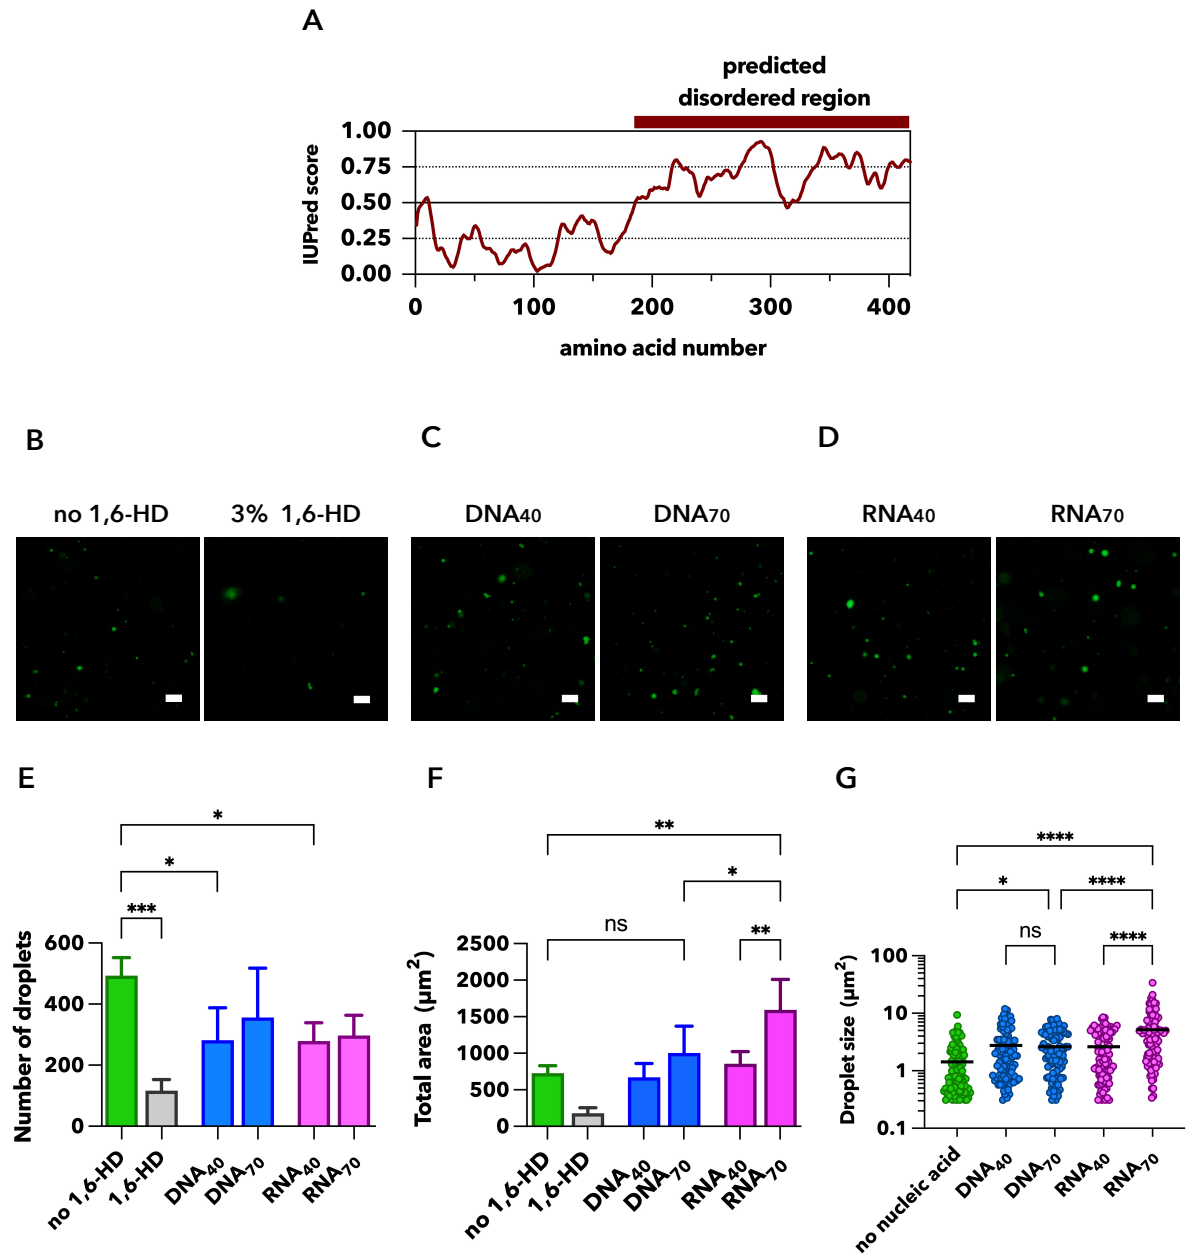 A
predicted
disordered region
1.00
0.75
0.50
0.25
0.00
IUPred score
0 100 200 300 400
amino acid number
B C D
no 1,6-HD 3% 1,6-HD DNA40 DNA70 RNA40 RNA70
E
*
*
***
Number of droplets
600
400
200
0
no 1,6-HD 1,6-HD DNA40 DNA70 RNA40 RNA70
F
**
*
ns
**
Total area (µm2)
2500
2000
1500
1000
500
0
no 1,6-HD 1,6-HD DNA40 DNA70 RNA40 RNA70
G
****
* ****
ns ****
Droplet size (µm2)
100
10
1
0.1
no nucleic acid DNA40 DNA70 RNA40 RNA70